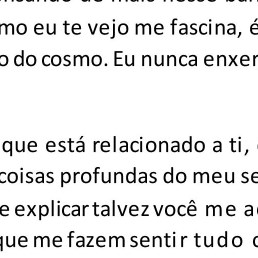 mo eu te vejo me fascina, é
o do cosmo. Eu nunca enxer
que está relacionado a ti,
coisas profundas do meu se
e explicar talvez você me a
que me fazem sentir tudo